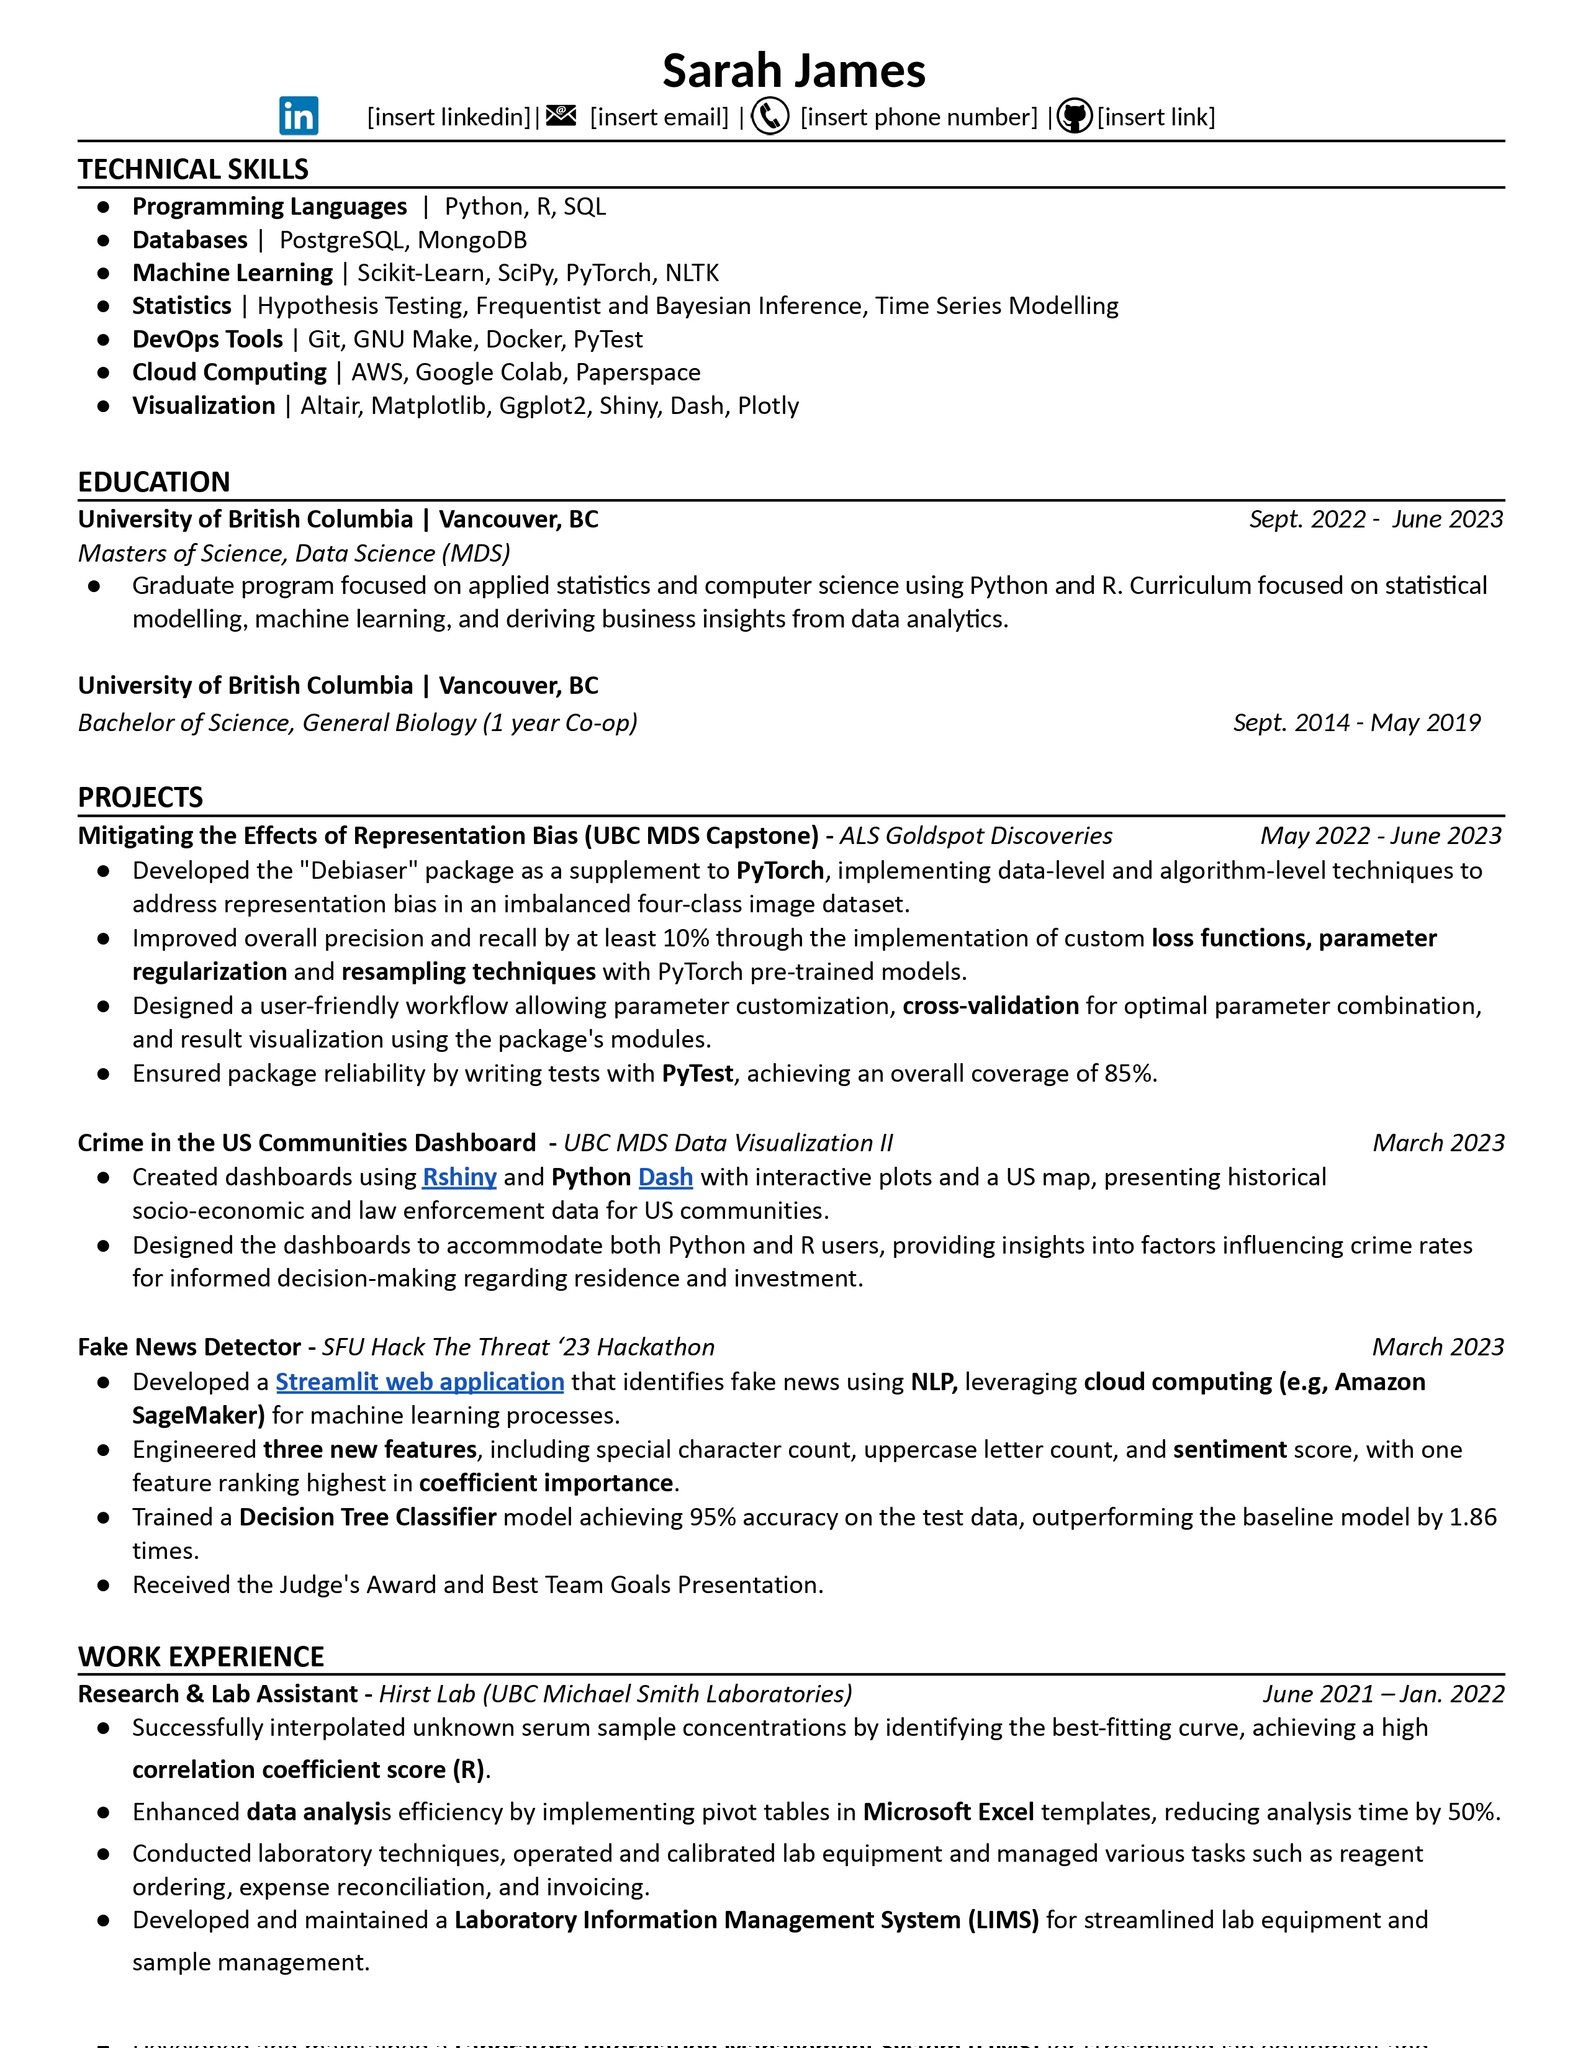 Sarah James
in [insert linkedin] | [insert email] | [insert phone number] | [insert link]
TECHNICAL SKILLS
● Programming Languages | Python, R, SQL
● Databases | PostgreSQL, MongoDB
● Machine Learning | Scikit-Learn, SciPy, PyTorch, NLTK
● Statistics | Hypothesis Testing, Frequentist and Bayesian Inference, Time Series Modelling
● DevOps Tools | Git, GNU Make, Docker, PyTest
● Cloud Computing | AWS, Google Colab, Paperspace
● Visualization | Altair, Matplotlib, Ggplot2, Shiny, Dash, Plotly
EDUCATION
University of British Columbia | Vancouver, BC Sept. 2022 - June 2023
Masters of Science, Data Science (MDS)
● Graduate program focused on applied statistics and computer science using Python and R. Curriculum focused on statistical
modelling, machine learning, and deriving business insights from data analytics.
University of British Columbia | Vancouver, BC
Bachelor of Science, General Biology (1 year Co-op) Sept. 2014 - May 2019
PROJECTS
Mitigating the Effects of Representation Bias (UBC MDS Capstone) - ALS Goldspot Discoveries May 2022 - June 2023
● Developed the "Debiaser" package as a supplement to PyTorch, implementing data-level and algorithm-level techniques to
address representation bias in an imbalanced four-class image dataset.
● Improved overall precision and recall by at least 10% through the implementation of custom loss functions, parameter
regularization and resampling techniques with PyTorch pre-trained models.
● Designed a user-friendly workflow allowing parameter customization, cross-validation for optimal parameter combination,
and result visualization using the package's modules.
● Ensured package reliability by writing tests with PyTest, achieving an overall coverage of 85%.
Crime in the US Communities Dashboard - UBC MDS Data Visualization II March 2023
● Created dashboards using Rshiny and Python Dash with interactive plots and a US map, presenting historical
socio-economic and law enforcement data for US communities.
● Designed the dashboards to accommodate both Python and R users, providing insights into factors influencing crime rates
for informed decision-making regarding residence and investment.
Fake News Detector - SFU Hack The Threat ‘23 Hackathon March 2023
● Developed a Streamlit web application that identifies fake news using NLP, leveraging cloud computing (e.g, Amazon
SageMaker) for machine learning processes.
● Engineered three new features, including special character count, uppercase letter count, and sentiment score, with one
feature ranking highest in coefficient importance.
● Trained a Decision Tree Classifier model achieving 95% accuracy on the test data, outperforming the baseline model by 1.86
times.
● Received the Judge's Award and Best Team Goals Presentation.
WORK EXPERIENCE
Research & Lab Assistant - Hirst Lab (UBC Michael Smith Laboratories) June 2021 – Jan. 2022
● Successfully interpolated unknown serum sample concentrations by identifying the best-fitting curve, achieving a high
correlation coefficient score (R).
● Enhanced data analysis efficiency by implementing pivot tables in Microsoft Excel templates, reducing analysis time by 50%.
● Conducted laboratory techniques, operated and calibrated lab equipment and managed various tasks such as reagent
ordering, expense reconciliation, and invoicing.
● Developed and maintained a Laboratory Information Management System (LIMS) for streamlined lab equipment and
sample management.